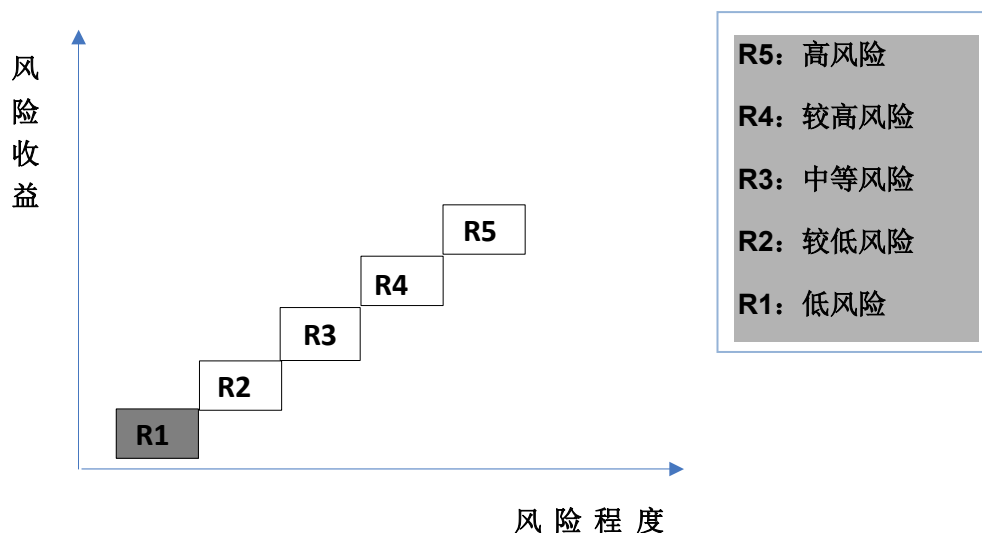 风险收益
R5
R4
R3
R2
R1
风险程度
R5：高风险
R4：较高风险
R3：中等风险
R2：较低风险
R1：低风险